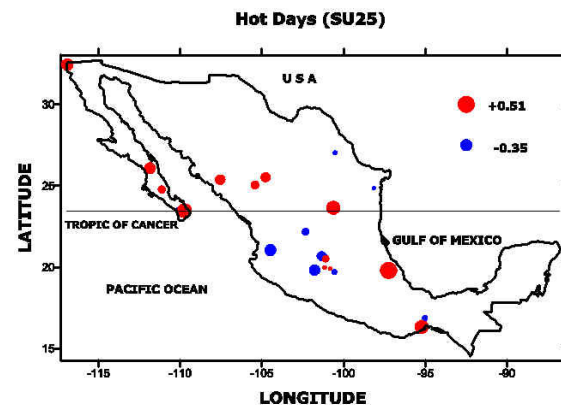 Hot Days (SU25)
U S A
30
+0.51
-0.35
25
LATITUDE
TROPIC OF CANCER
GULF OF MEXICO
20
PACIFIC OCEAN
15
-115 -110 -105 -100 -95 -90
LONGITUDE